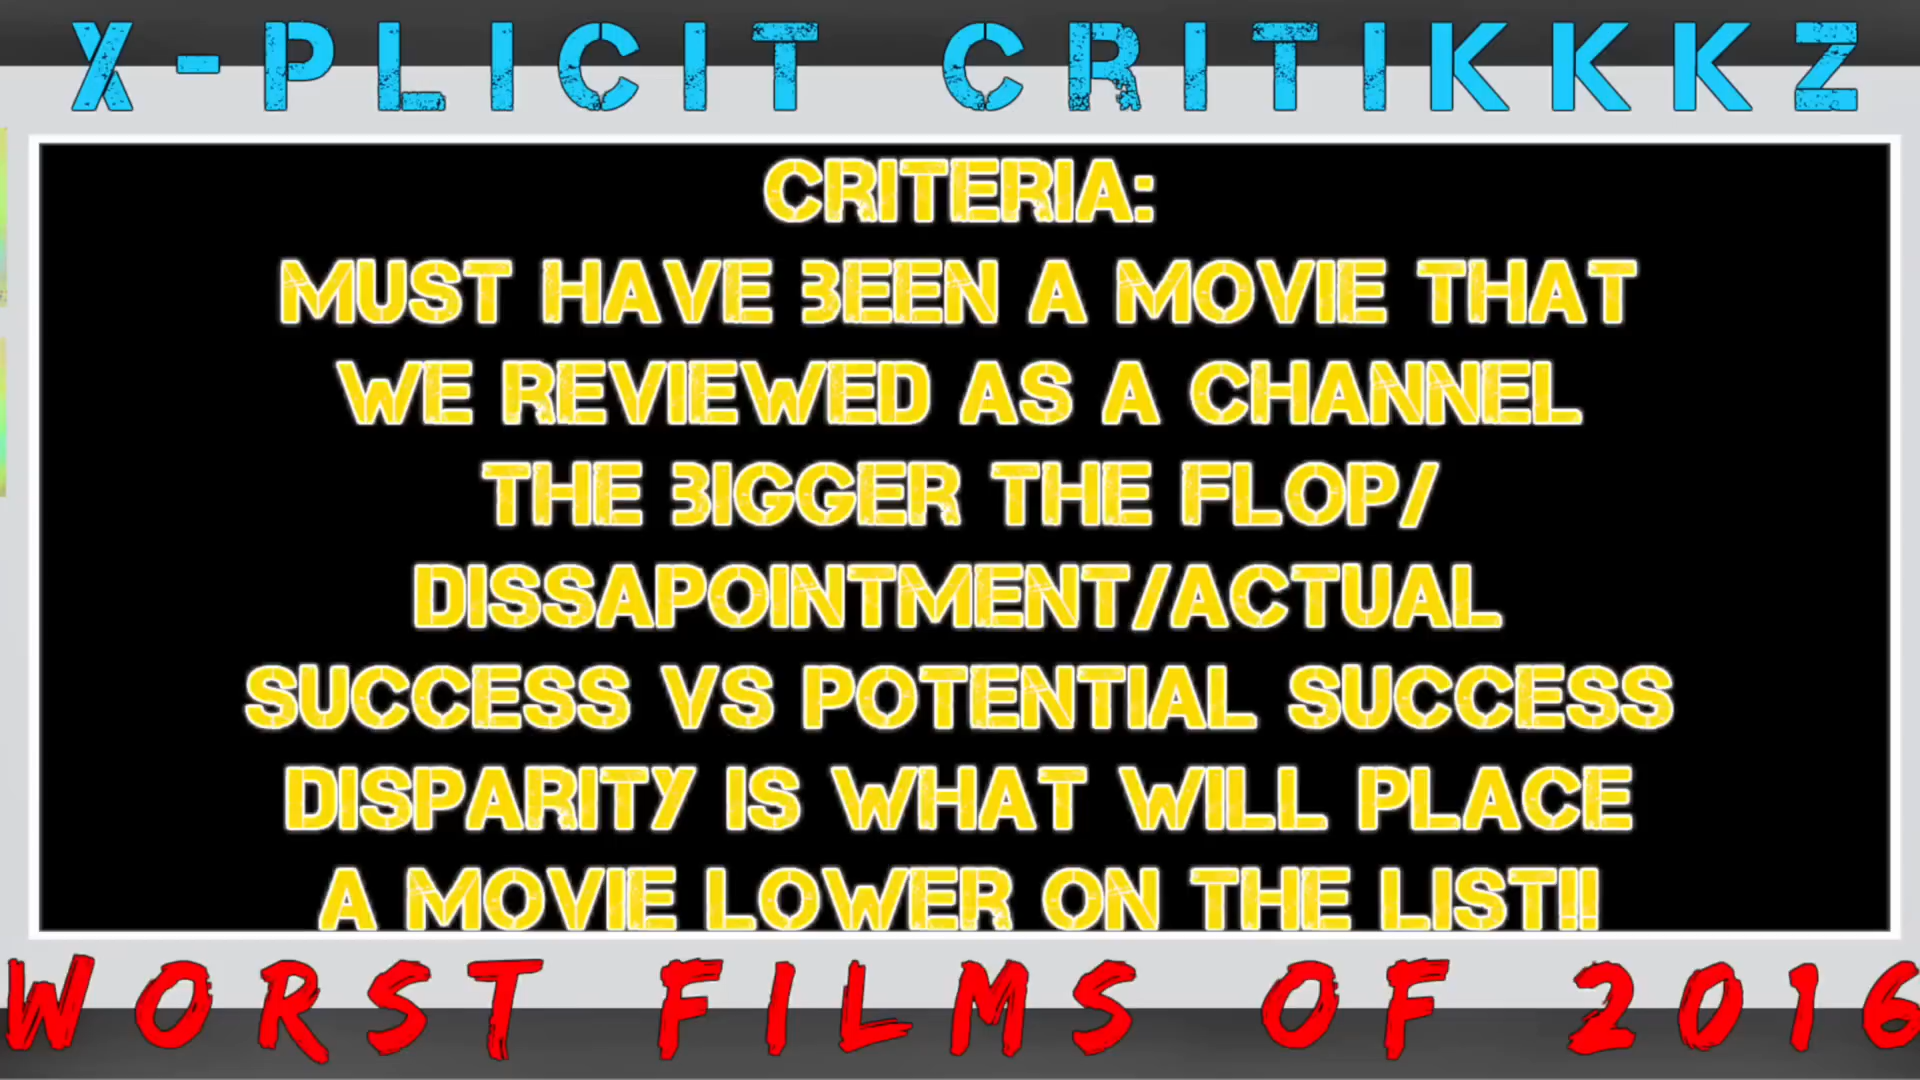 X-PLICIT CRITIKKKZ
CRITERIA:
MUST HAVE BEEN A MOVIE THAT
WE REVIEWED AS A CHANNEL
THE BIGGER THE FLOP/
DISSAPOINTMENT/ACTUAL
SUCCESS VS POTENTIAL SUCCESS
DISPARITY IS WHAT WILL PLACE
A MOVIE LOWER ON THE LIST!!
WORST FILMS OF 2016